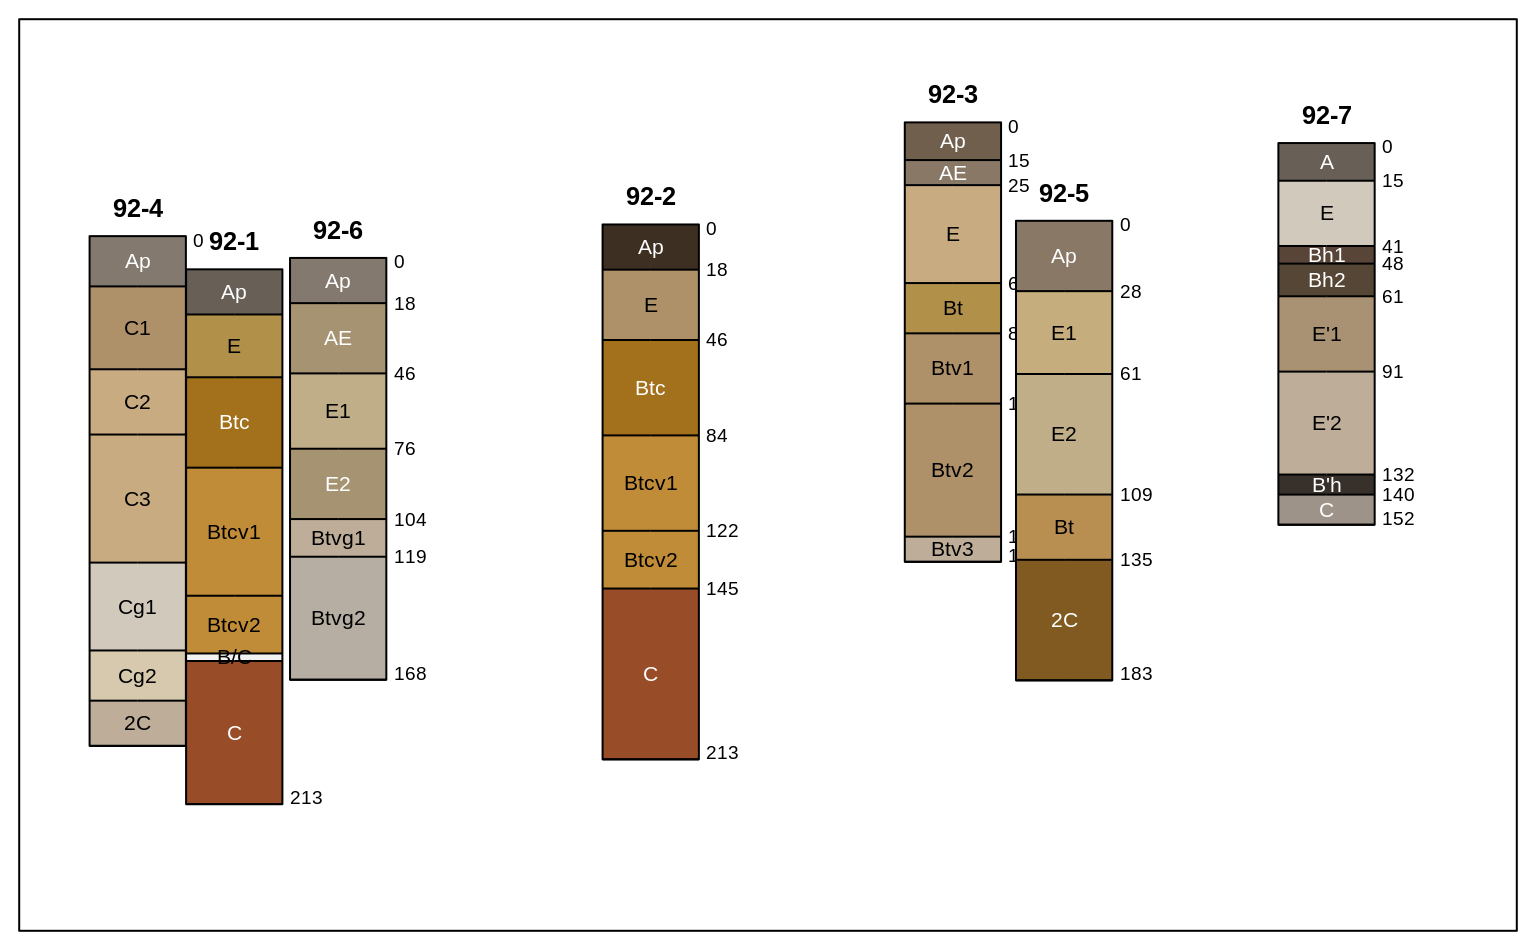 92-4
0
Ap
C1
C2
C3
Cg1
Cg2
2C
92-1
Ap
E
Btc
Btcv1
Btcv2
B/C
C
213
92-6
0
Ap
18
AE
46
E1
76
E2
104
Btvg1
119
Btvg2
168
92-2
0
Ap
18
E
46
Btc
84
Btcv1
122
Btcv2
145
C
213
92-3
0
Ap
15
AE
25
E
Bt
Btv1
Btv2
Btv3
92-5
0
Ap
28
E1
61
E2
109
Bt
135
2C
183
92-7
0
A
15
E
41
Bh1
48
Bh2
61
E'1
91
E'2
132
B'h
140
C
152